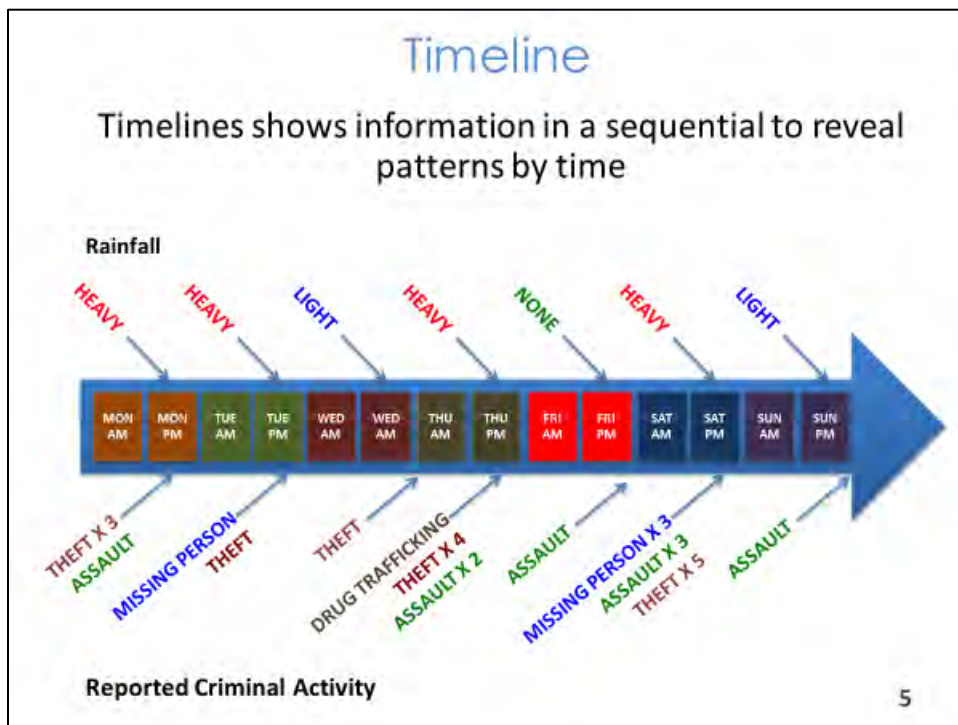 Timeline
Timelines shows information in a sequential to reveal
patterns by time
Rainfall
HEAVY
HEAVY
LIGHT
HEAVY
NONE
HEAVY
LIGHT
MON
AM
MON
PM
TUE
AM
TUE
PM
WED
AM
WED
AM
THU
AM
THU
PM
FRI
AM
FRI
PM
SAT
AM
SAT
PM
SUN
AM
SUN
PM
THEFT X 3
ASSAULT
MISSING PERSON
THEFT
THEFT
DRUG TRAFFICKING
THEFT X 4
ASSAULT X 2
ASSAULT
MISSING PERSON X 3
ASSAULT X 3
THEFT X 5
ASSAULT
Reported Criminal Activity
5